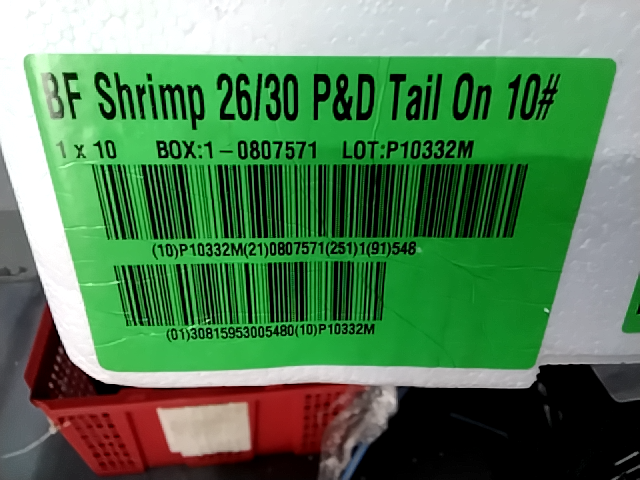 BF Shrimp 26/30 P&D Tail On 10#
1 x 10 BOX:1-0807571 LOT:P10332M
(10)P10332M(21)0807571(251)1(91)548
(01)30815953005480(10)P10332M